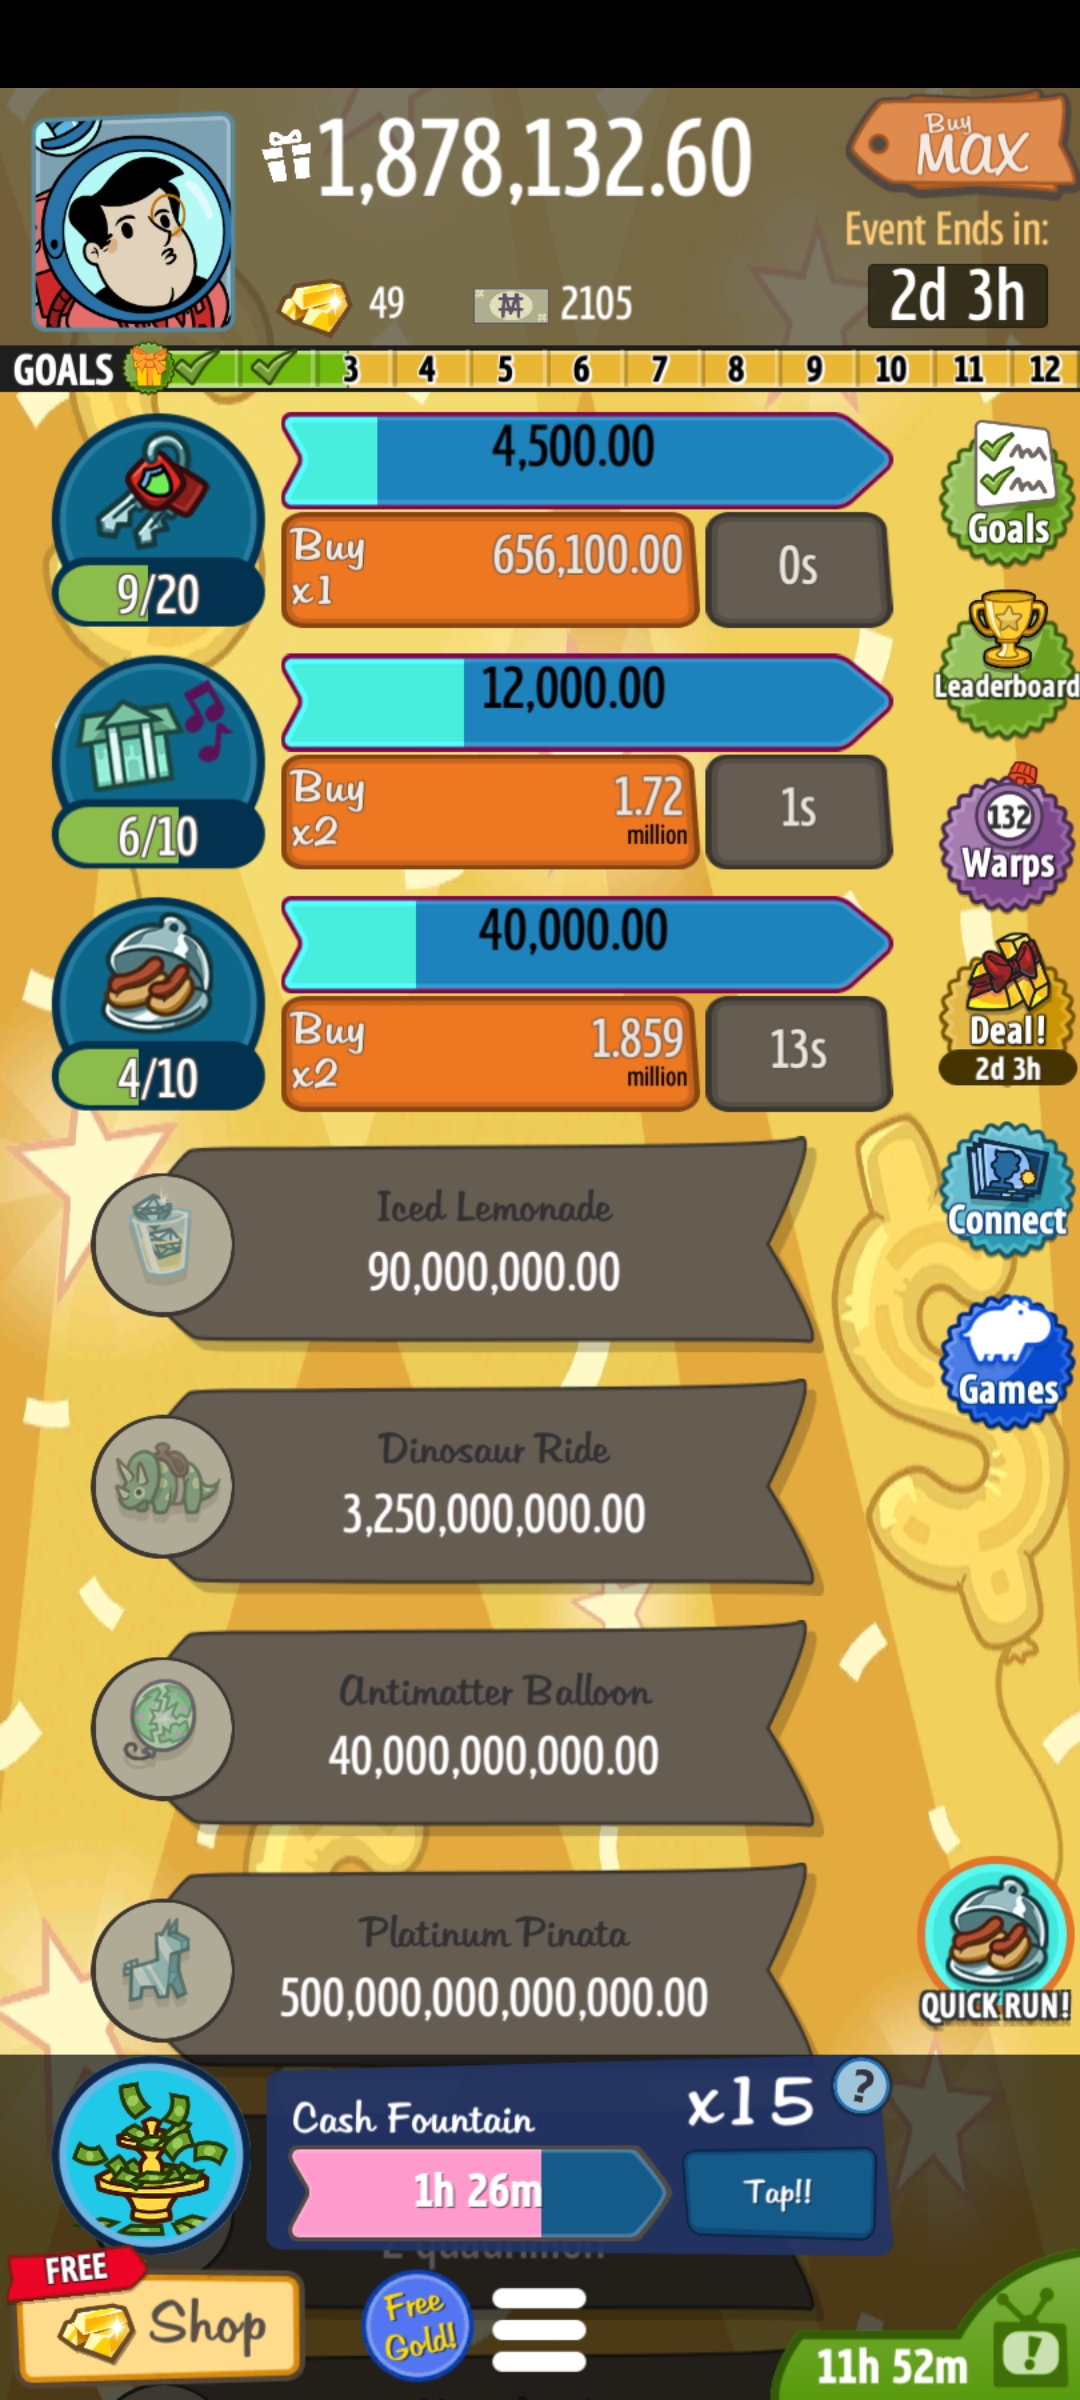 1,878,132.60
Buy
MAX
Event Ends in:
2d 3h
49
2105
GOALS 3 4 5 6 7 8 9 10 11 12
4,500.00
Buy
x1
656,100.00
0s
9/20
Goals
Leaderboard
12,000.00
Buy
x2
1.72
million
1s
6/10
132
Warps
40,000.00
Buy
x2
1.859
million
13s
4/10
Deal!
2d 3h
Iced Lemonade
90,000,000.00
Connect
Games
Dinosaur Ride
3,250,000,000.00
Antimatter Balloon
40,000,000,000.00
Platinum Pinata
500,000,000,000,000.00
QUICK RUN!
Cash Fountain
x15
?
1h 26m
Tap!!
FREE
Shop
Free
Gold!
11h 52m
!